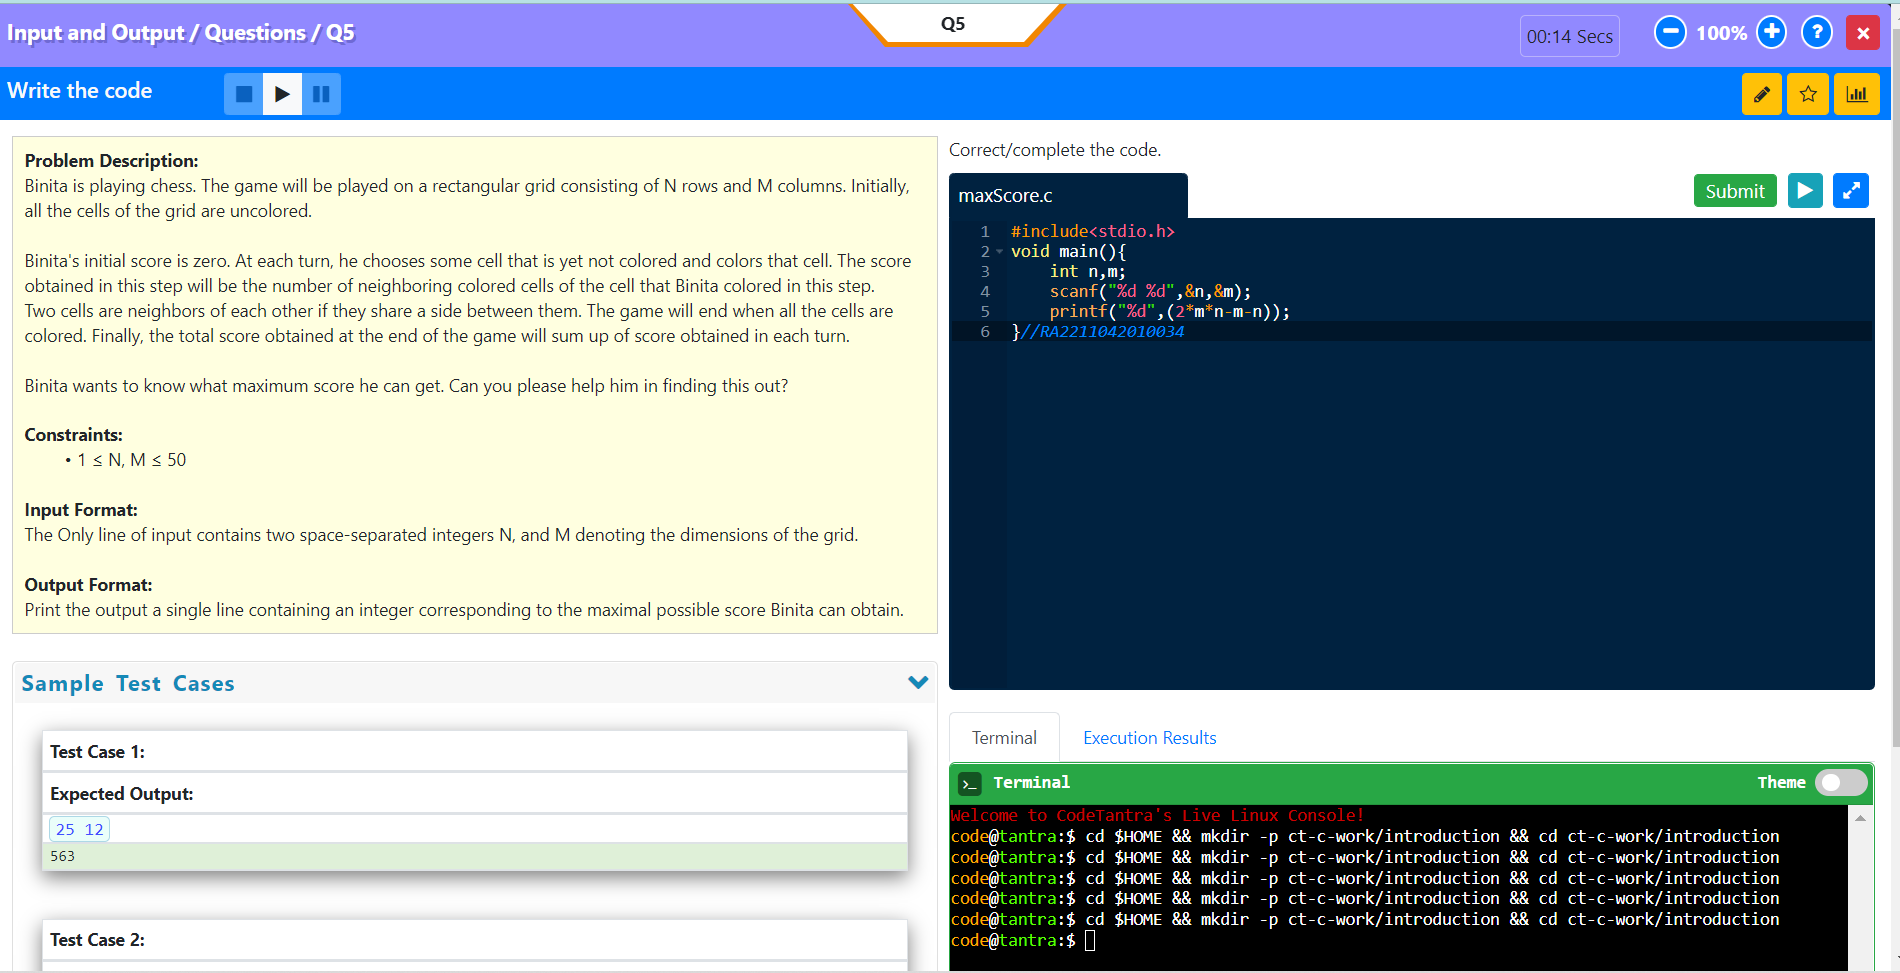 Input and Output / Questions / Q5
Q5
00:14 Secs
100%
?
Write the code
Problem Description:
Binita is playing chess. The game will be played on a rectangular grid consisting of N rows and M columns. Initially,
all the cells of the grid are uncolored.
Binita's initial score is zero. At each turn, he chooses some cell that is yet not colored and colors that cell. The score
obtained in this step will be the number of neighboring colored cells of the cell that Binita colored in this step.
Two cells are neighbors of each other if they share a side between them. The game will end when all the cells are
colored. Finally, the total score obtained at the end of the game will sum up of score obtained in each turn.
Binita wants to know what maximum score he can get. Can you please help him in finding this out?
Constraints:
• 1 ≤ N, M ≤ 50
Input Format:
The Only line of input contains two space-separated integers N, and M denoting the dimensions of the grid.
Output Format:
Print the output a single line containing an integer corresponding to the maximal possible score Binita can obtain.
Sample Test Cases
Test Case 1:
Expected Output:
25 12
563
Test Case 2:
Correct/complete the code.
maxScore.c
Submit
1 #include<stdio.h>
2 void main(){
3 int n,m;
4 scanf("%d %d",&n,&m);
5 printf("%d",(2*m*n-m-n));
6 }//RA2211042010034
Terminal
Execution Results
>_ Terminal
Theme
Welcome to CodeTantra's Live Linux Console!
code@tantra:$ cd $HOME && mkdir -p ct-c-work/introduction && cd ct-c-work/introduction
code@tantra:$ cd $HOME && mkdir -p ct-c-work/introduction && cd ct-c-work/introduction
code@tantra:$ cd $HOME && mkdir -p ct-c-work/introduction && cd ct-c-work/introduction
code@tantra:$ cd $HOME && mkdir -p ct-c-work/introduction && cd ct-c-work/introduction
code@tantra:$ cd $HOME && mkdir -p ct-c-work/introduction && cd ct-c-work/introduction
code@tantra:$